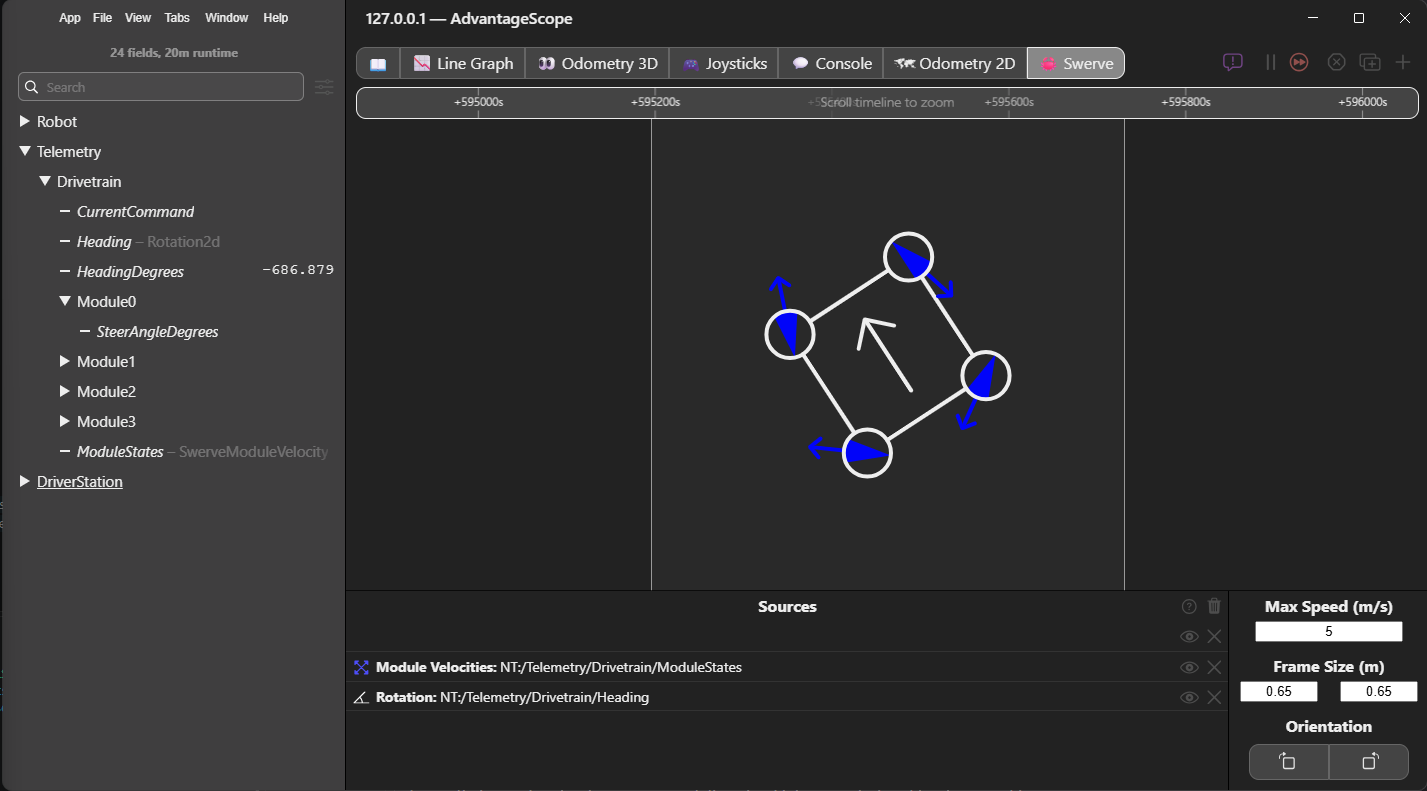 App File View Tabs Window Help
127.0.0.1 — AdvantageScope
24 fields, 20m runtime
Line Graph Odometry 3D Joysticks Console Odometry 2D Swerve
Search
+595000s +595200s Scroll timeline to zoom +595600s +595800s +596000s
Robot
Telemetry
Drivetrain
CurrentCommand
Heading – Rotation2d
HeadingDegrees -686.879
Module0
SteerAngleDegrees
Module1
Module2
Module3
ModuleStates – SwerveModuleVelocity
DriverStation
Sources
Module Velocities: NT:/Telemetry/Drivetrain/ModuleStates
Rotation: NT:/Telemetry/Drivetrain/Heading
Max Speed (m/s)
5
Frame Size (m)
0.65 0.65
Orientation